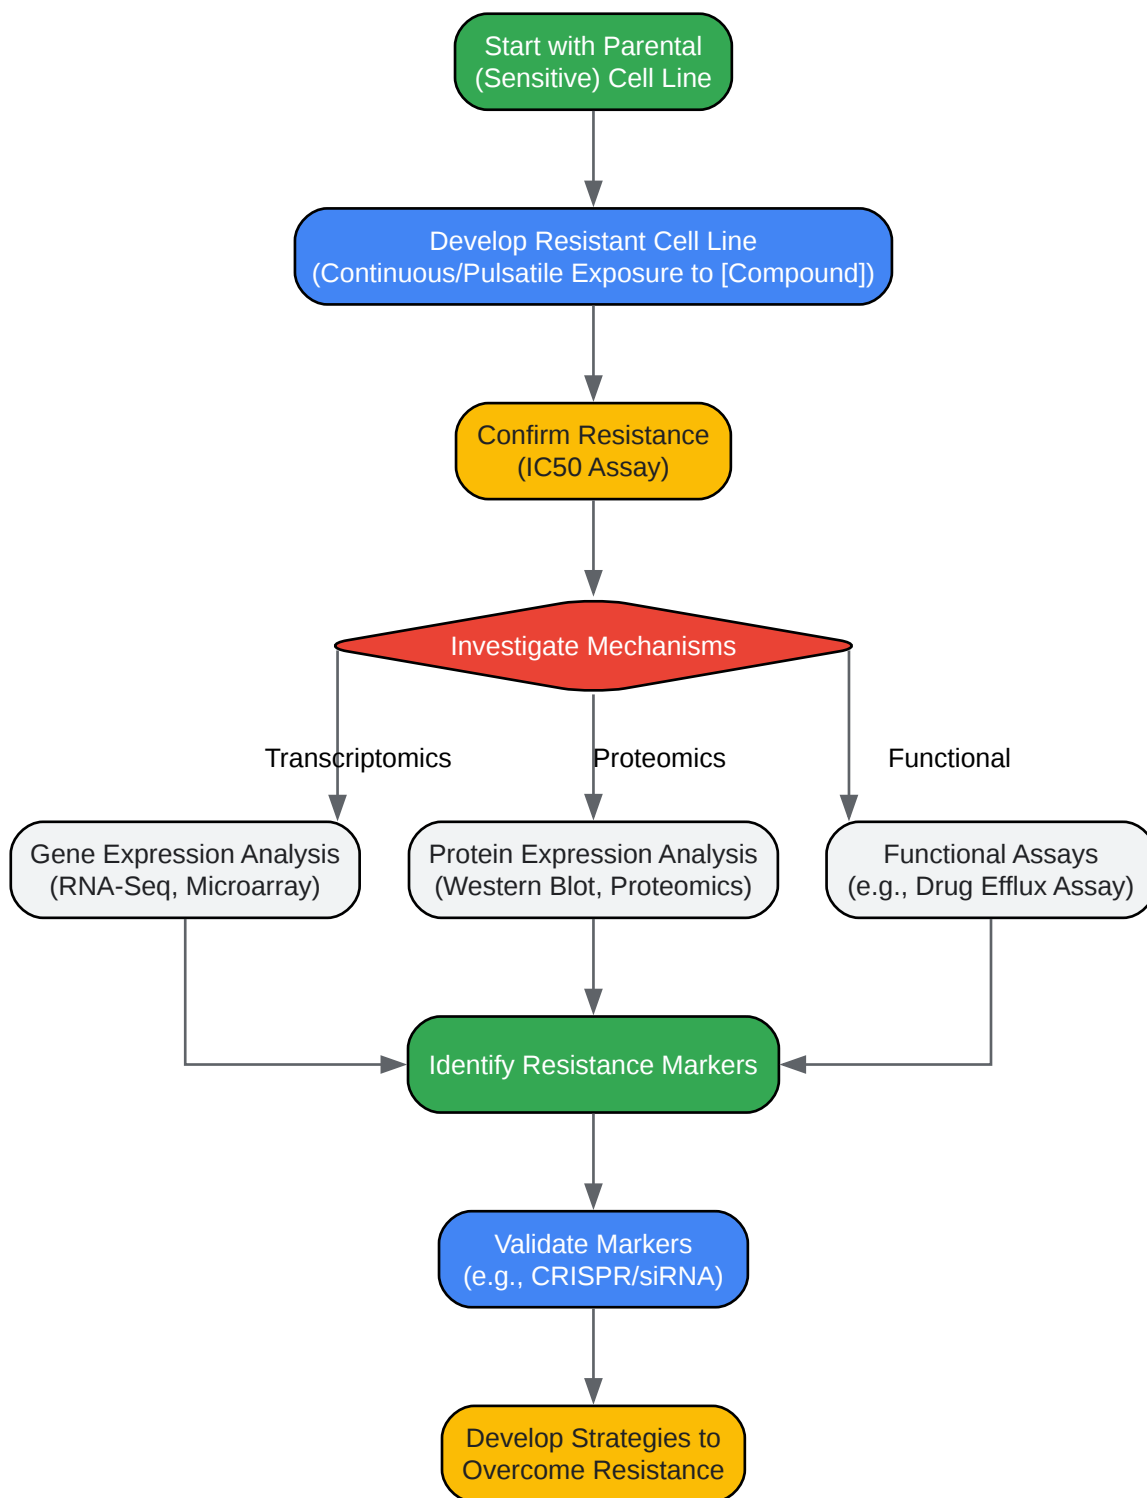 Start with Parental
(Sensitive) Cell Line
Develop Resistant Cell Line
(Continuous/Pulsatile Exposure to [Compound])
Confirm Resistance
(IC50 Assay)
Investigate Mechanisms
Transcriptomics
Proteomics
Functional
Gene Expression Analysis
(RNA-Seq, Microarray)
Protein Expression Analysis
(Western Blot, Proteomics)
Functional Assays
(e.g., Drug Efflux Assay)
Identify Resistance Markers
Validate Markers
(e.g., CRISPR/siRNA)
Develop Strategies to
Overcome Resistance